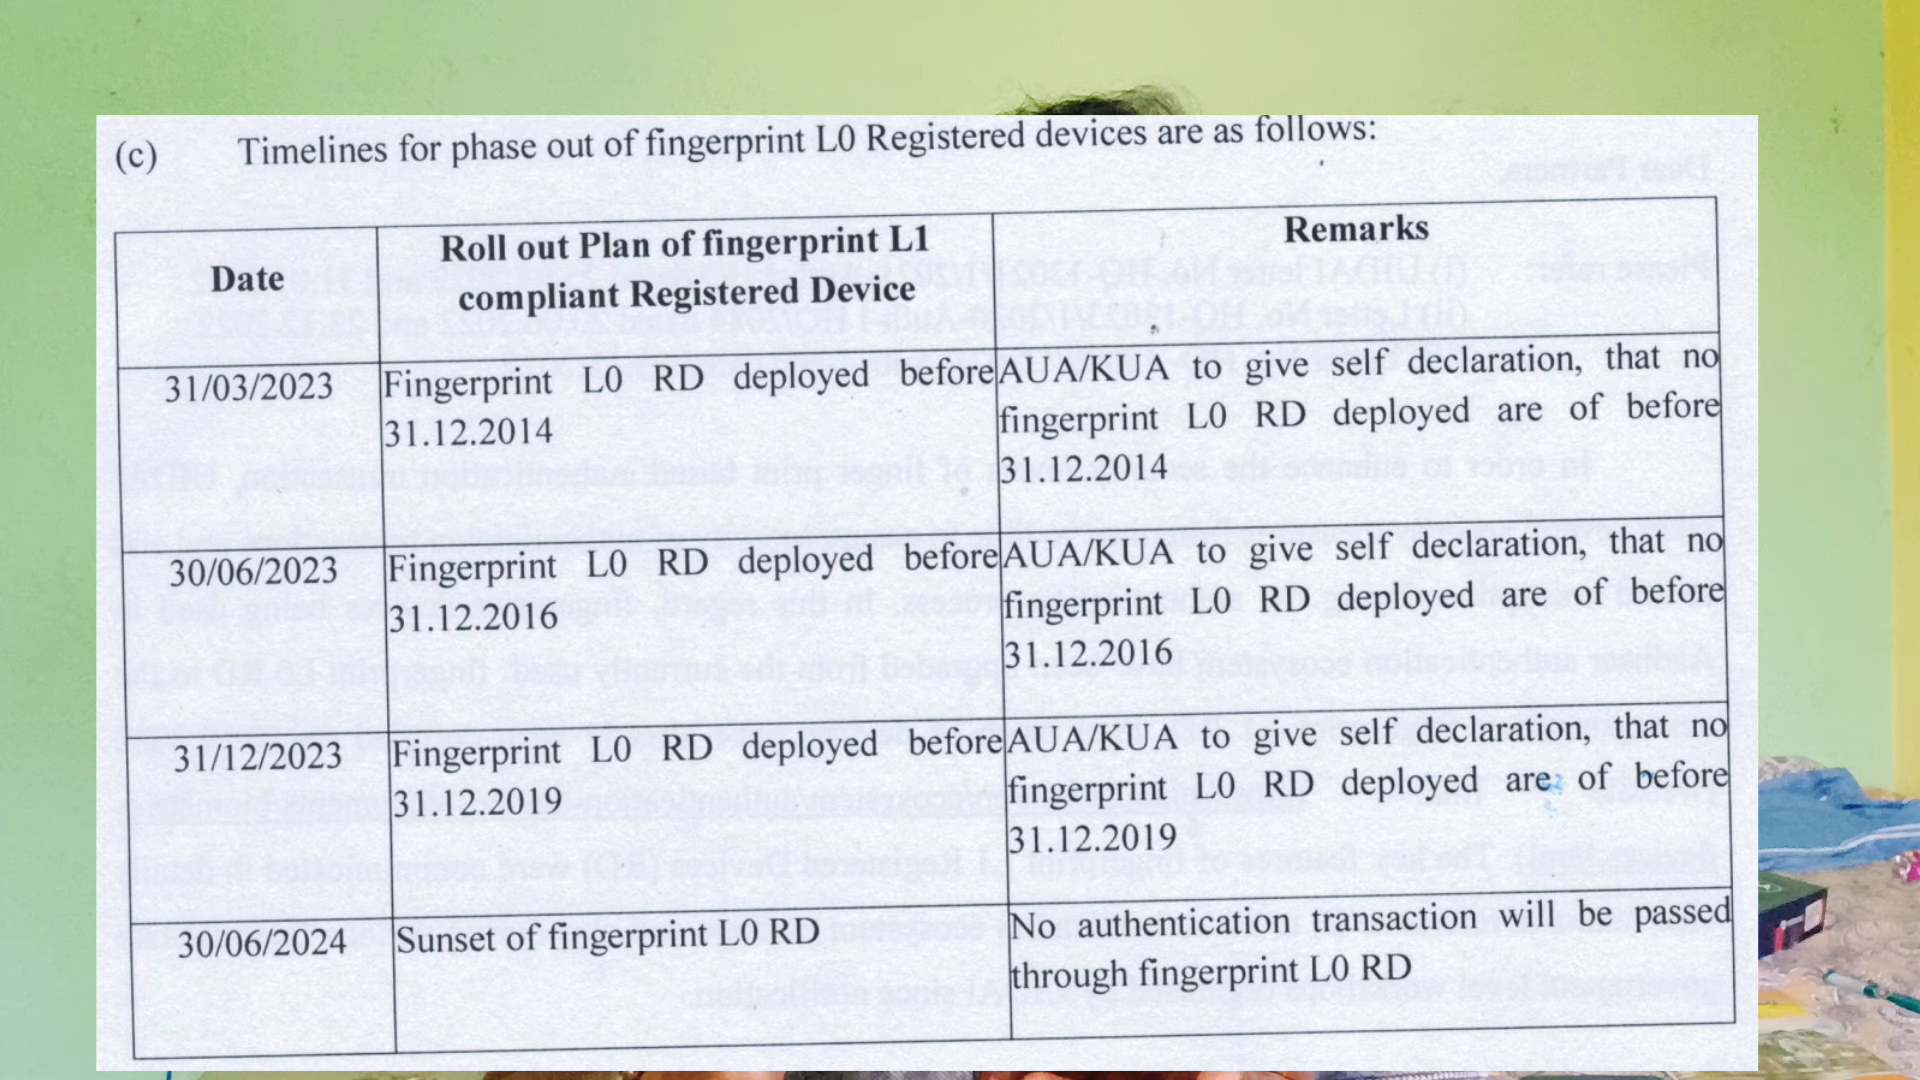 (c) Timelines for phase out of fingerprint L0 Registered devices are as follows:
Date
Roll out Plan of fingerprint L1
compliant Registered Device
Remarks
31/03/2023
Fingerprint L0 RD deployed before
31.12.2014
AUA/KUA to give self declaration, that no
fingerprint L0 RD deployed are of before
31.12.2014
30/06/2023
Fingerprint L0 RD deployed before
31.12.2016
AUA/KUA to give self declaration, that no
fingerprint L0 RD deployed are of before
31.12.2016
31/12/2023
Fingerprint L0 RD deployed before
31.12.2019
AUA/KUA to give self declaration, that no
fingerprint L0 RD deployed are of before
31.12.2019
30/06/2024
Sunset of fingerprint L0 RD
No authentication transaction will be passed
through fingerprint L0 RD